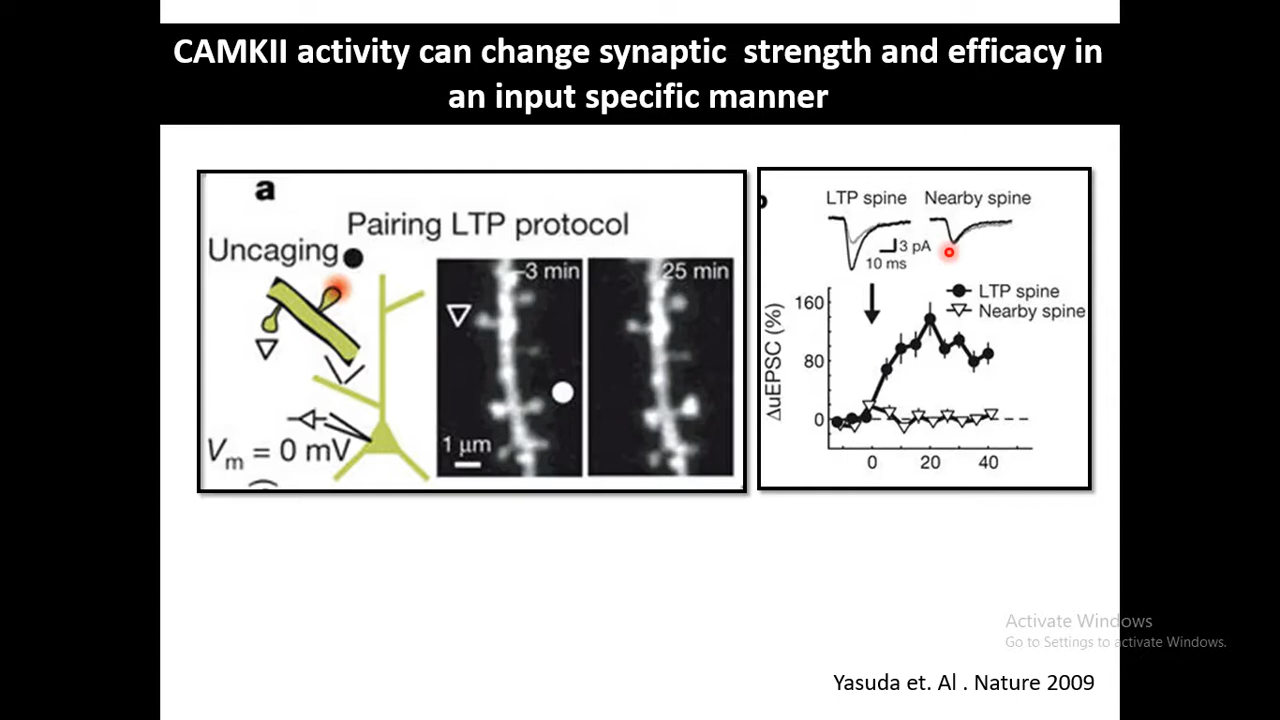 CAMKII activity can change synaptic strength and efficacy in
an input specific manner
a
Pairing LTP protocol
Uncaging
-3 min
25 min
1 μm
Vm = 0 mV
LTP spine
Nearby spine
3 pA
10 ms
LTP spine
Nearby spine
ΔuEPSC (%)
160
80
0
0 20 40
Activate Windows
Go to Settings to activate Windows.
Yasuda et. Al . Nature 2009